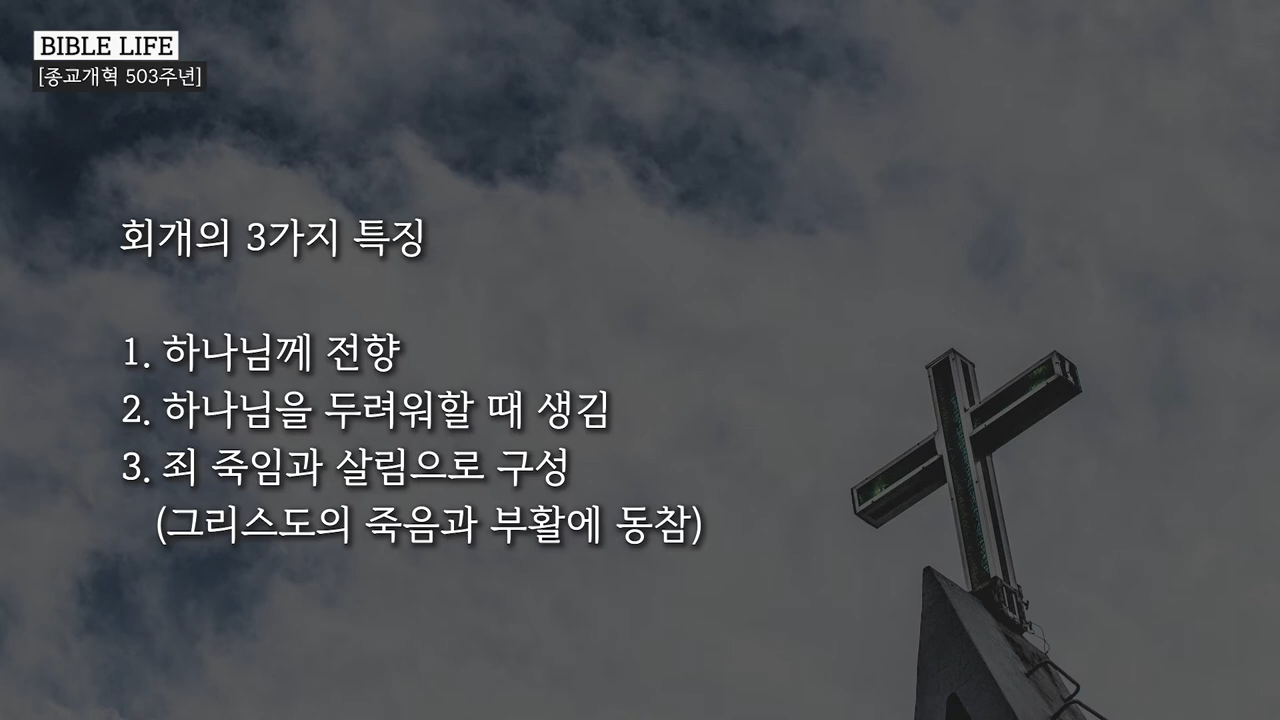 BIBLE LIFE
[종교개혁 503주년]
회개의 3가지 특징
1. 하나님께 전향
2. 하나님을 두려워할 때 생김
3. 죄 죽임과 살림으로 구성
(그리스도의 죽음과 부활에 동참)